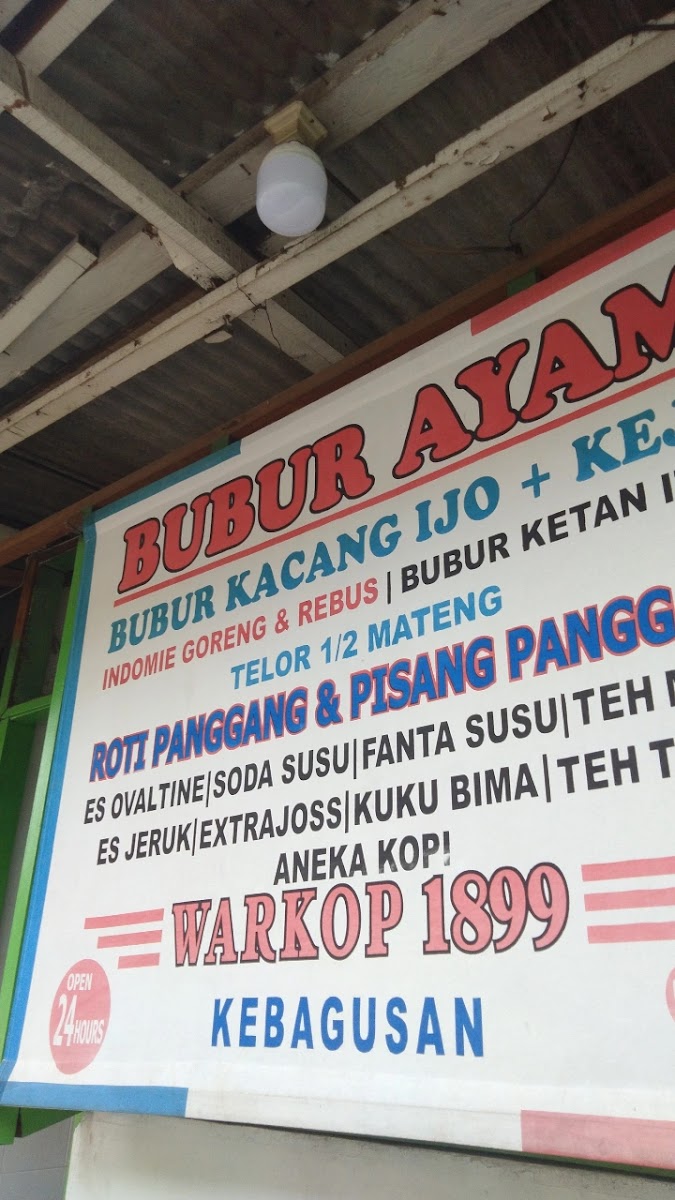 BUBUR AYAM
BUBUR KACANG IJO + KEJ
INDOMIE GORENG & REBUS | BUBUR KETAN I
TELOR 1/2 MATENG
ROTI PANGGANG & PISANG PANGG
ES OVALTINE|SODA SUSU|FANTA SUSU|TEH
ES JERUK|EXTRAJOSS|KUKU BIMA|TEH T
ANEKA KOPI
WARKOP 1899
OPEN
24 HOURS
KEBAGUSAN